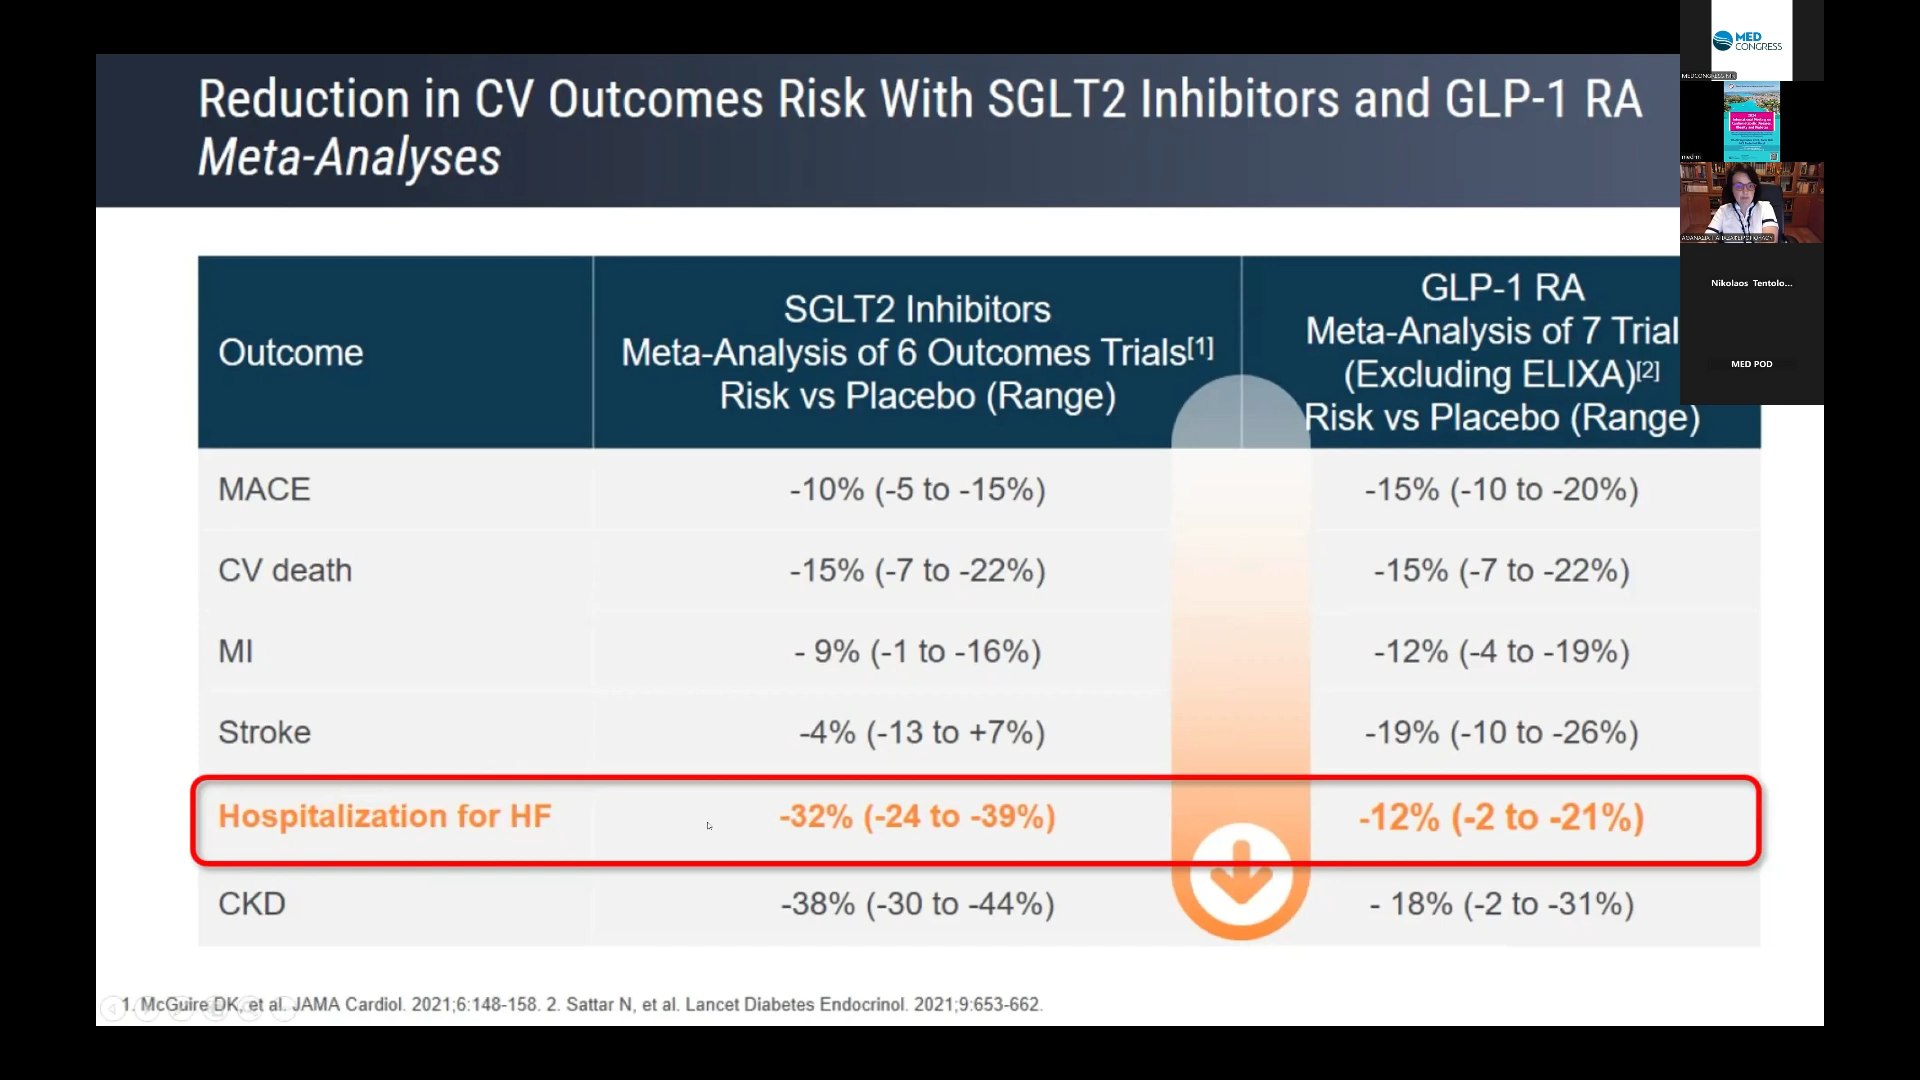 Reduction in CV Outcomes Risk With SGLT2 Inhibitors and GLP-1 RA
Meta-Analyses
Outcome
SGLT2 Inhibitors
Meta-Analysis of 6 Outcomes Trials[1]
Risk vs Placebo (Range)
GLP-1 RA
Meta-Analysis of 7 Trial
(Excluding ELIXA)[2]
Risk vs Placebo (Range)
MACE -10% (-5 to -15%) -15% (-10 to -20%)
CV death -15% (-7 to -22%) -15% (-7 to -22%)
MI - 9% (-1 to -16%) -12% (-4 to -19%)
Stroke -4% (-13 to +7%) -19% (-10 to -26%)
Hospitalization for HF -32% (-24 to -39%) -12% (-2 to -21%)
CKD -38% (-30 to -44%) - 18% (-2 to -31%)
1. McGuire DK, et al. JAMA Cardiol. 2021;6:148-158. 2. Sattar N, et al. Lancet Diabetes Endocrinol. 2021;9:653-662.
MED
CONGRESS
Nikolaos Tentolo...
MED POD